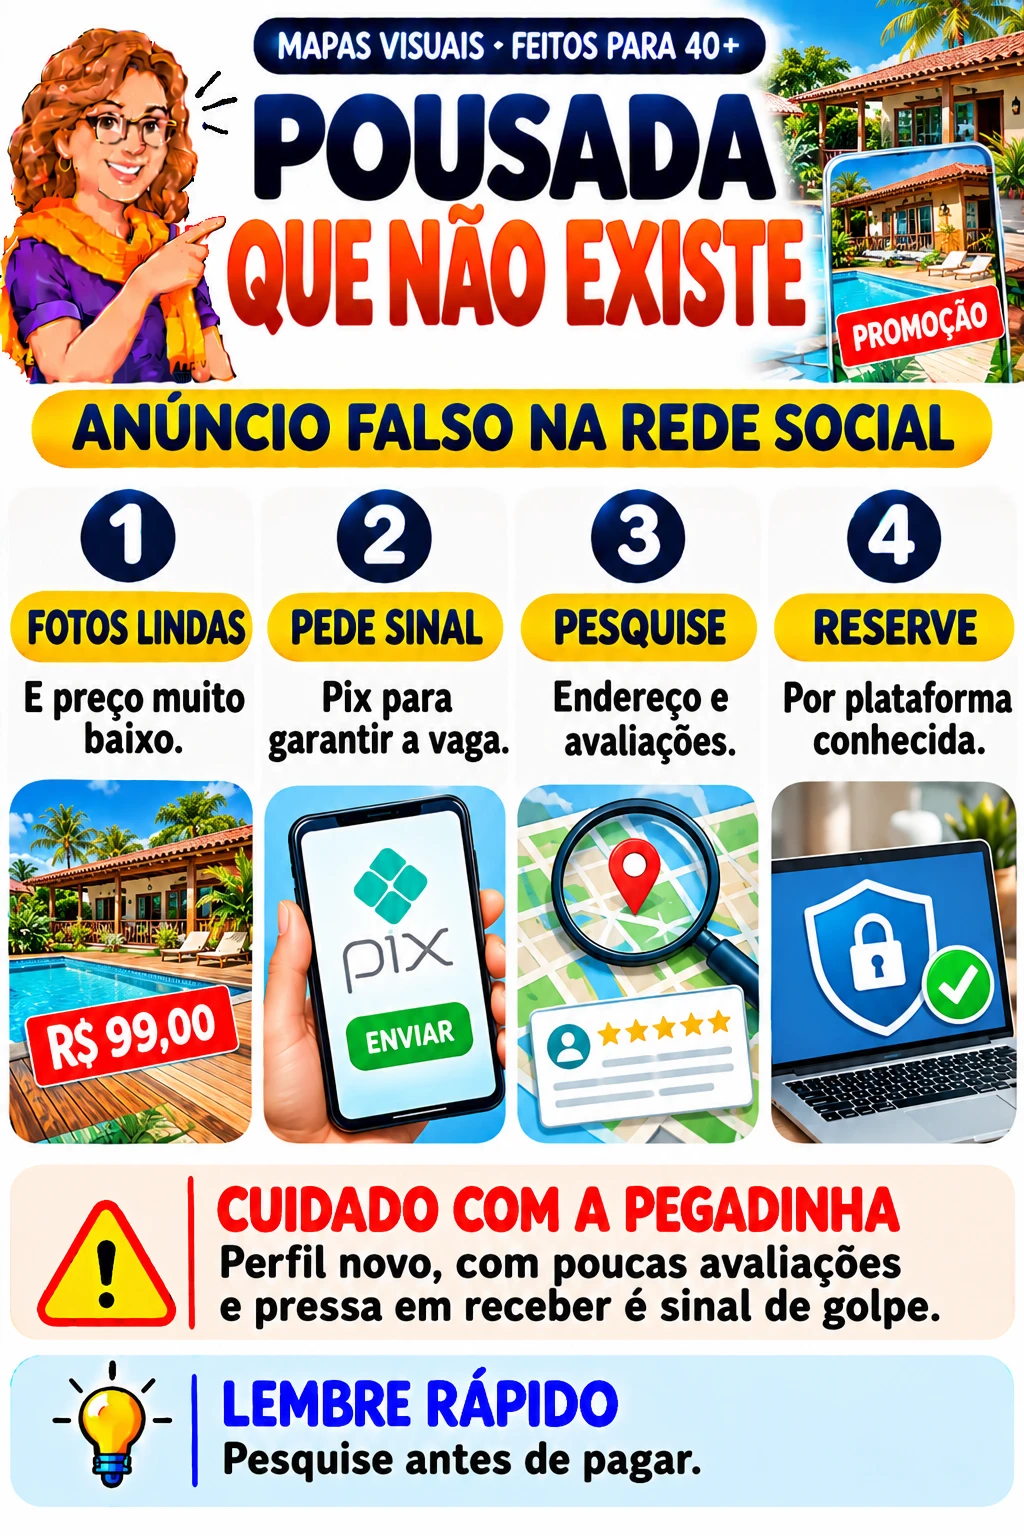 MAPAS VISUAIS • FEITOS PARA 40+
POUSADA
QUE NÃO EXISTE
PROMOÇÃO
ANÚNCIO FALSO NA REDE SOCIAL
1
FOTOS LINDAS
E preço muito
baixo.
R$ 99,00
2
PEDE SINAL
Pix para
garantir a vaga.
pix
ENVIAR
3
PESQUISE
Endereço e
avaliações.
4
RESERVE
Por plataforma
conhecida.
CUIDADO COM A PEGADINHA
Perfil novo, com poucas avaliações
e pressa em receber é sinal de golpe.
LEMBRE RÁPIDO
Pesquise antes de pagar.